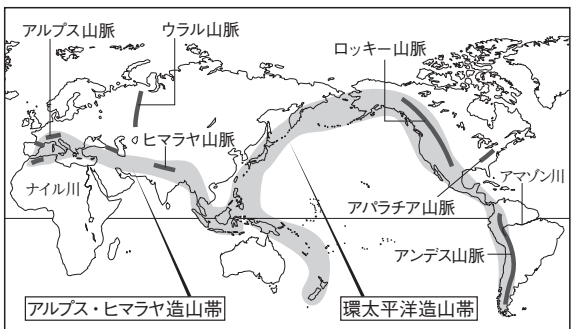 アルプス山脈
ウラル山脈
ロッキー山脈
ヒマラヤ山脈
ナイル川
アマゾン川
アパラチア山脈
アンデス山脈
アルプス・ヒマラヤ造山帯
環太平洋造山帯